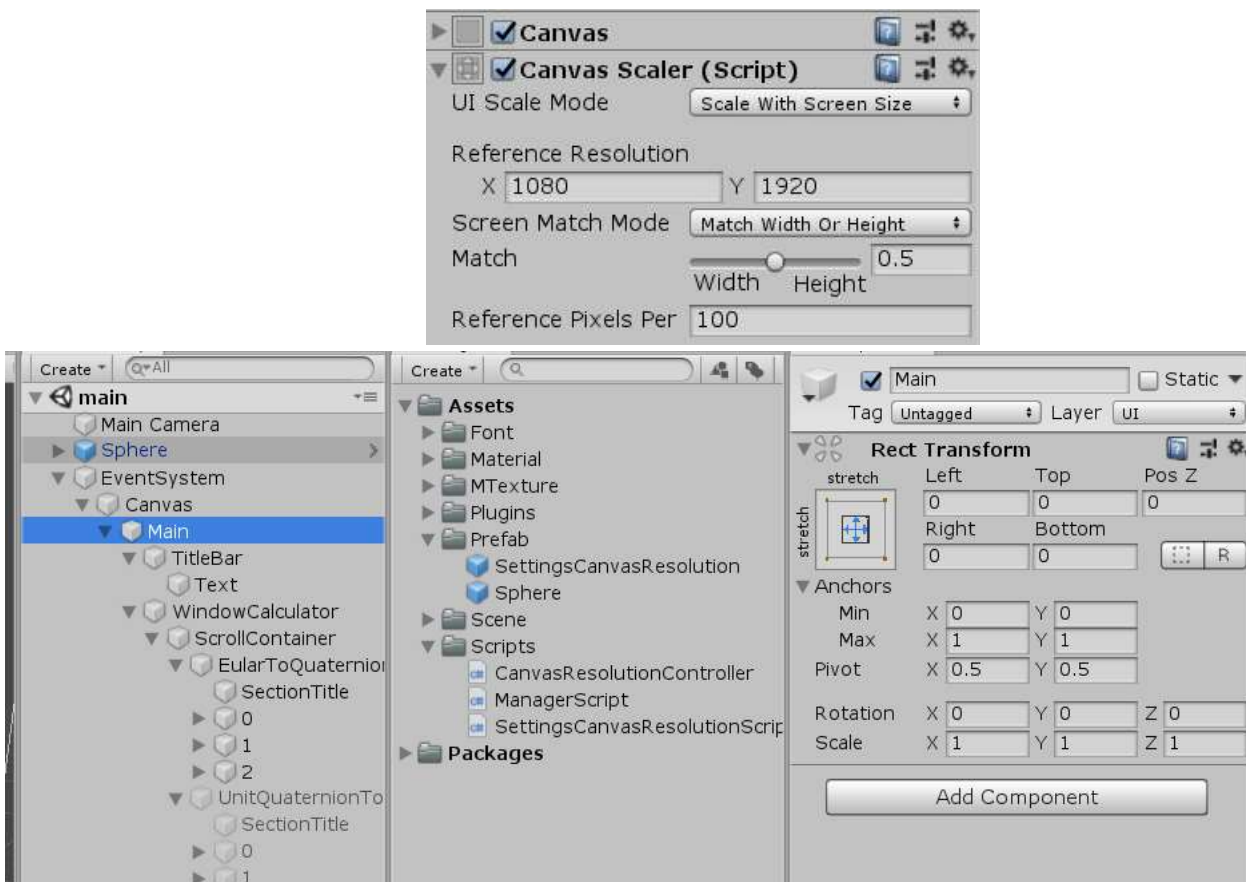 Canvas
Canvas Scaler (Script)
UI Scale Mode Scale With Screen Size
Reference Resolution
X 1080 Y 1920
Screen Match Mode Match Width Or Height
Match 0.5
Width Height
Reference Pixels Per 100
Create All
main
Main Camera
Sphere
EventSystem
Canvas
Main
TitleBar
Text
WindowCalculator
ScrollContainer
EularToQuaternion
SectionTitle
0
1
2
UnitQuaternionTo
SectionTitle
0
1
Create
Assets
Font
Material
MTexture
Plugins
Prefab
SettingsCanvasResolution
Sphere
Scene
Scripts
CanvasResolutionController
ManagerScript
SettingsCanvasResolutionScrip
Packages
Main Static
Tag Untagged Layer UI
Rect Transform
stretch Left Top Pos Z
stretch 0 0 0
Right Bottom
0 0 R
Anchors
Min X 0 Y 0
Max X 1 Y 1
Pivot X 0.5 Y 0.5
Rotation X 0 Y 0 Z 0
Scale X 1 Y 1 Z 1
Add Component